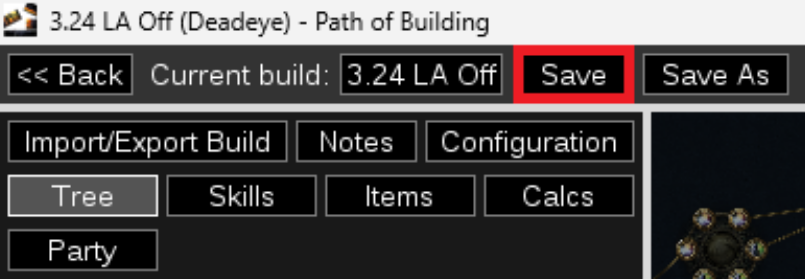 3.24 LA Off (Deadeye) - Path of Building
<< Back Current build: 3.24 LA Off Save Save As
Import/Export Build Notes Configuration
Tree Skills Items Calcs
Party